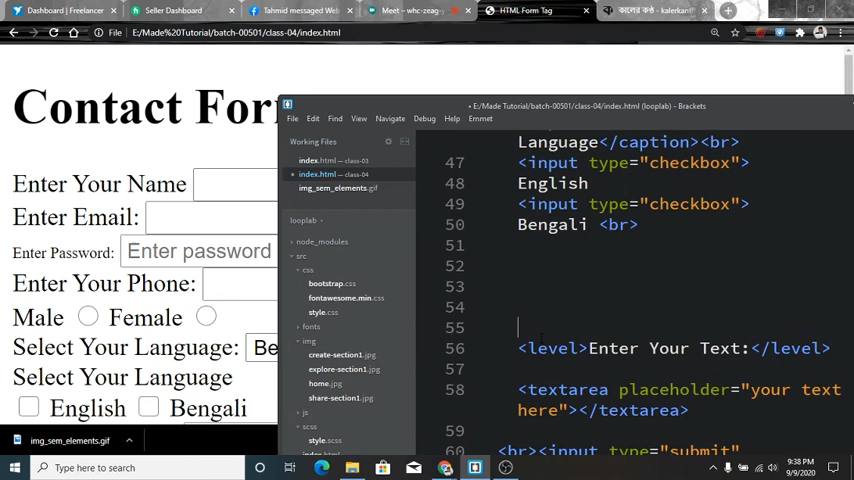 Dashboard | Freelancer
Seller Dashboard
Tahmid messaged
Meet – whc-zeag-
HTML Form Tag
কালের কণ্ঠ - kalerkant
File E:/Made%20Tutorial/batch-00501/class-04/index.html
Contact For
Enter Your Name
Enter Email:
Enter Password: Enter password
Enter Your Phone:
Male Female
Select Your Language: Be
Select Your Language
English Bengali
• E:/Made Tutorial/batch-00501/class-04/index.html (looplab) - Brackets
File Edit Find View Navigate Debug Help Emmet
Working Files
index.html — class-03
index.html — class-04
img_sem_elements.gif
looplab
node_modules
src
css
bootstrap.css
fontawesome.min.css
style.css
fonts
img
create-section1.jpg
explore-section1.jpg
home.jpg
share-section1.jpg
js
scss
style.scss
index.html
Language</caption><br>
47 <input type="checkbox">
48 English
49 <input type="checkbox">
50 Bengali <br>
51
52
53
54
55
56 <level>Enter Your Text:</level>
57
58 <textarea placeholder="your text
here"></textarea>
59
60 <br><input type="submit"
img_sem_elements.gif
Show all
Type here to search
9:38 PM
9/9/2020